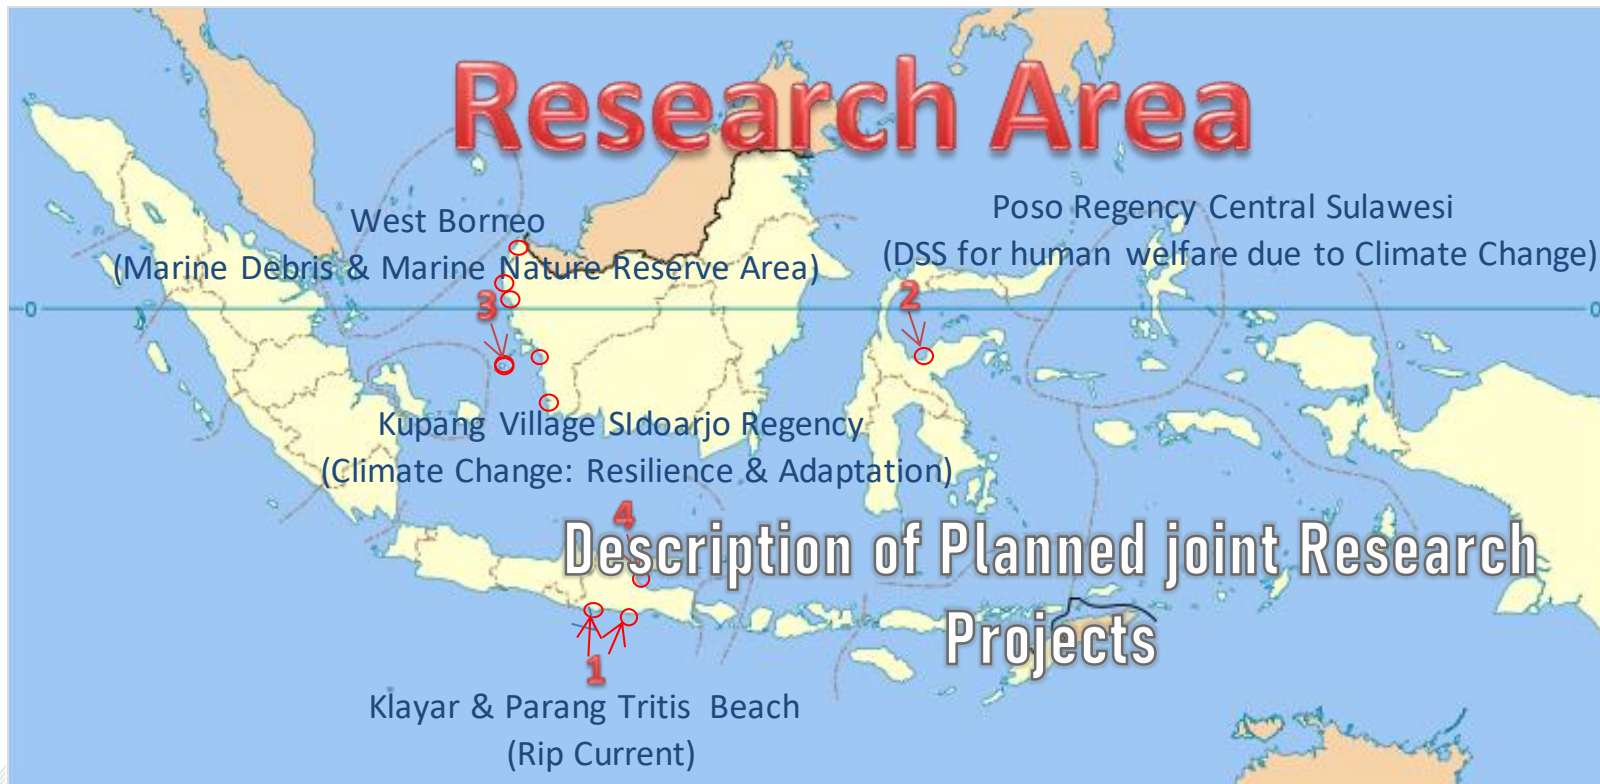 Research Area
West Borneo
(Marine Debris & Marine Nature Reserve Area)
Poso Regency Central Sulawesi
(DSS for human welfare due to Climate Change)
2
3
0
0
Kupang Village SIdoarjo Regency
(Climate Change: Resilience & Adaptation)
4
Description of Planned joint Research
Projects
1
Klayar & Parang Tritis Beach
(Rip Current)